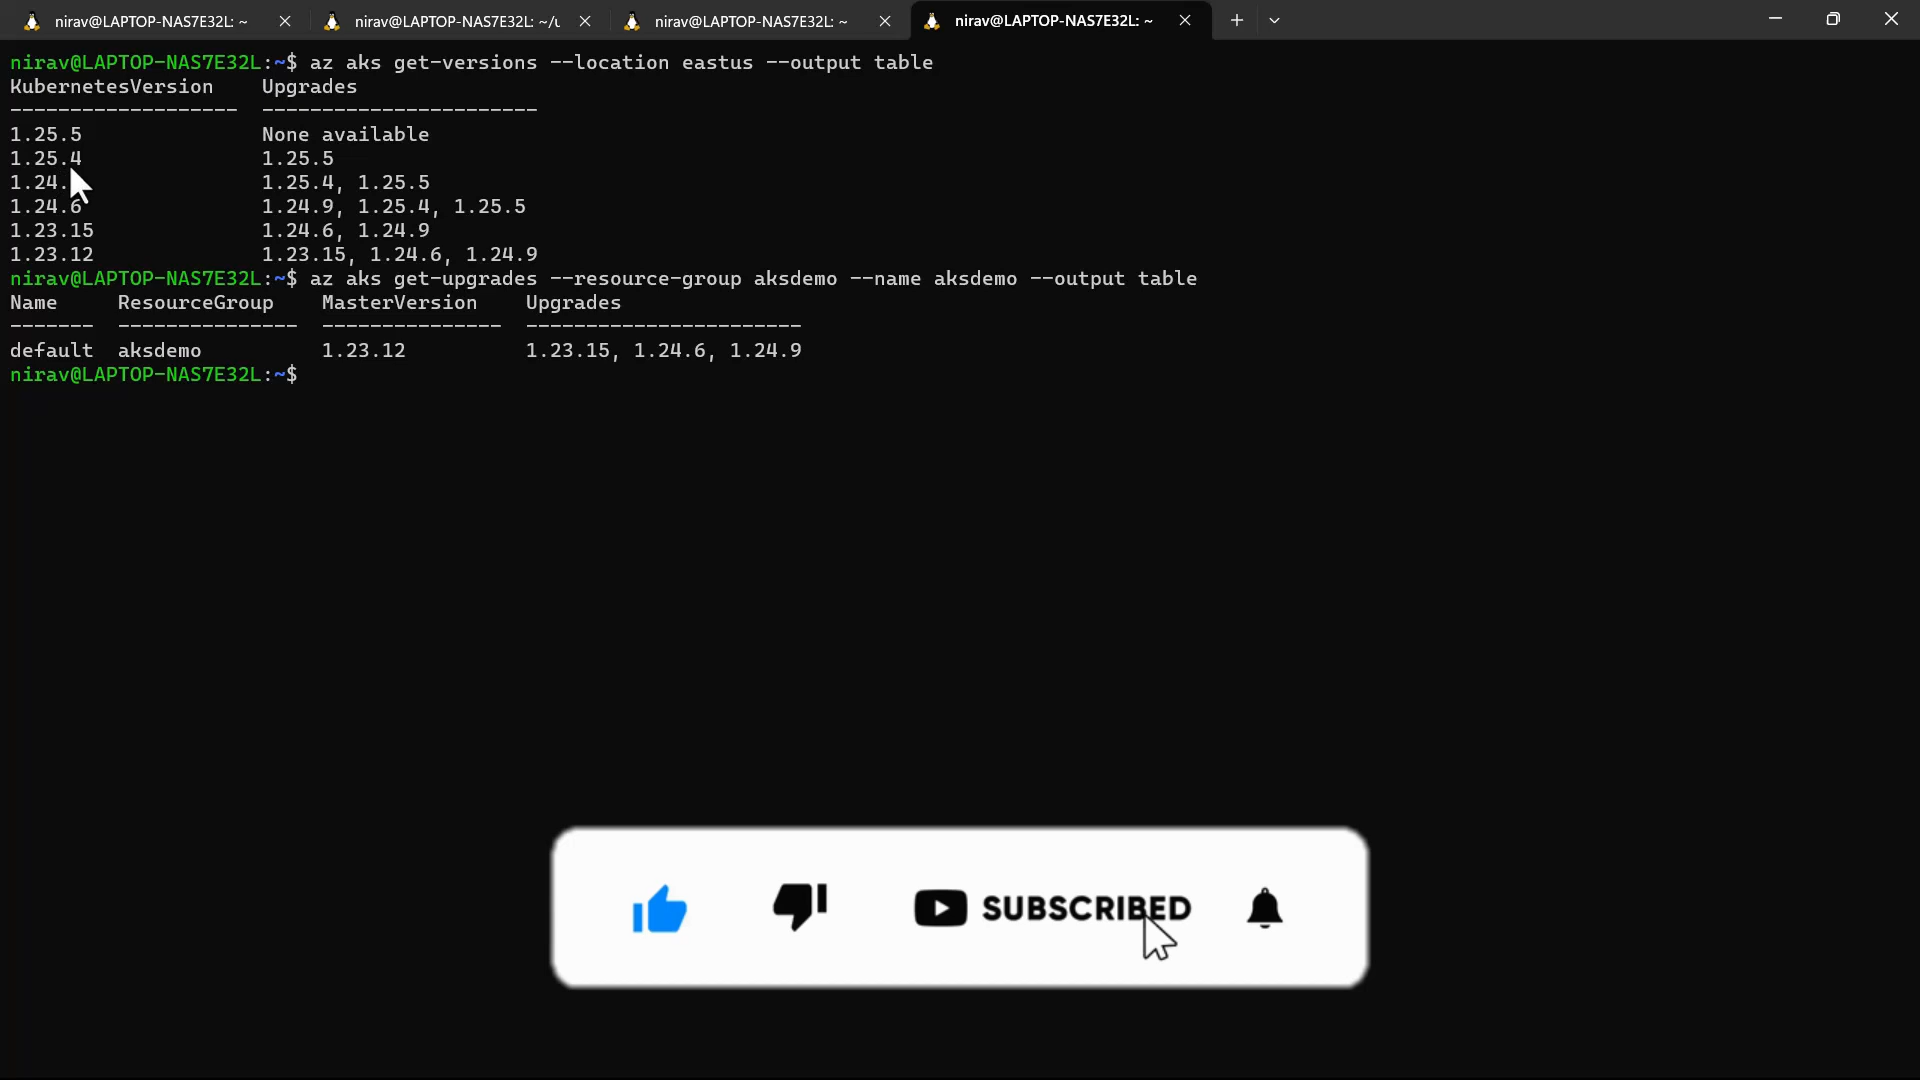 nirav@LAPTOP-NAS7E32L: ~
nirav@LAPTOP-NAS7E32L: ~/u
nirav@LAPTOP-NAS7E32L: ~
nirav@LAPTOP-NAS7E32L: ~
nirav@LAPTOP-NAS7E32L:~$ az aks get-versions --location eastus --output table
KubernetesVersion    Upgrades
-------------------  -----------------------
1.25.5               None available
1.25.4               1.25.5
1.24.                1.25.4, 1.25.5
1.24.6               1.24.9, 1.25.4, 1.25.5
1.23.15              1.24.6, 1.24.9
1.23.12              1.23.15, 1.24.6, 1.24.9
nirav@LAPTOP-NAS7E32L:~$ az aks get-upgrades --resource-group aksdemo --name aksdemo --output table
Name     ResourceGroup    MasterVersion    Upgrades
-------  ---------------  ---------------  -----------------------
default  aksdemo          1.23.12          1.23.15, 1.24.6, 1.24.9
nirav@LAPTOP-NAS7E32L:~$
SUBSCRIBED